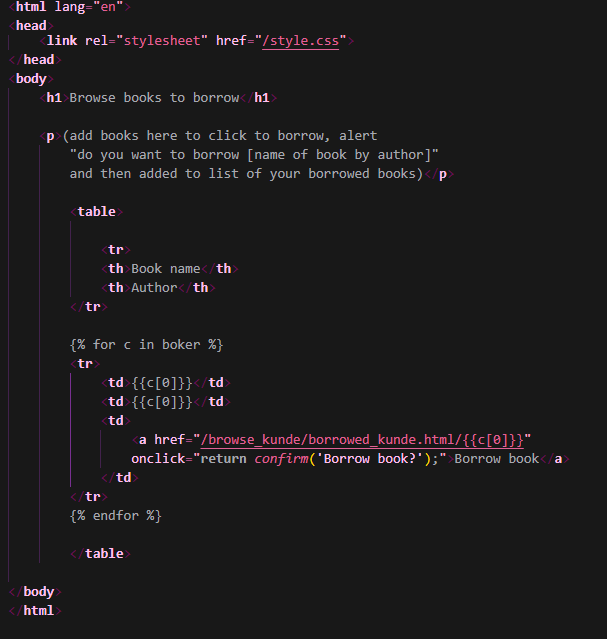 <html lang="en">
<head>
<link rel="stylesheet" href="/style.css">
</head>
<body>
<h1>Browse books to borrow</h1>
<p>(add books here to click to borrow, alert
"do you want to borrow [name of book by author]"
and then added to list of your borrowed books)</p>
<table>
<tr>
<th>Book name</th>
<th>Author</th>
</tr>
{% for c in boker %}
<tr>
<td>{{c[0]}}</td>
<td>{{c[0]}}</td>
<td>
<a href="/browse_kunde/borrowed_kunde.html/{{c[0]}}"
onclick="return confirm('Borrow book?');">Borrow book</a>
</td>
</tr>
{% endfor %}
</table>
</body>
</html>